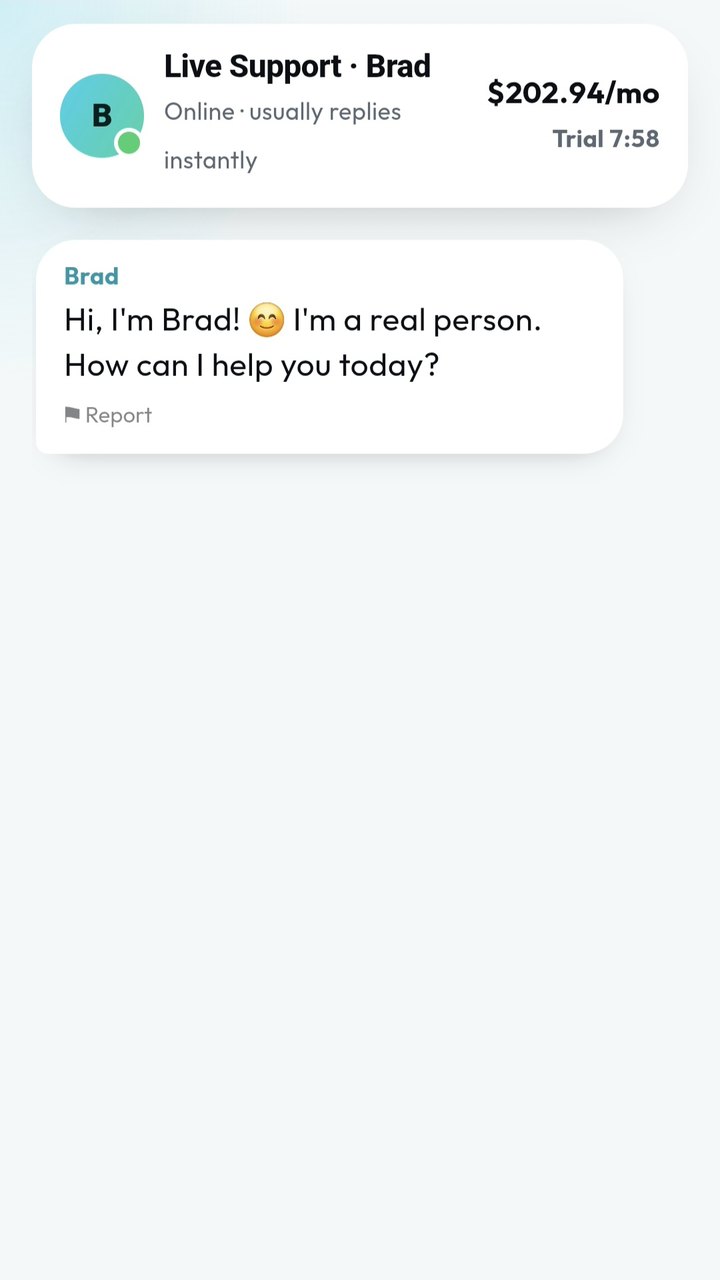 B
Live Support · Brad
Online · usually replies
instantly
$202.94/mo
Trial 7:58
Brad
Hi, I'm Brad! 😊 I'm a real person.
How can I help you today?
⚑ Report